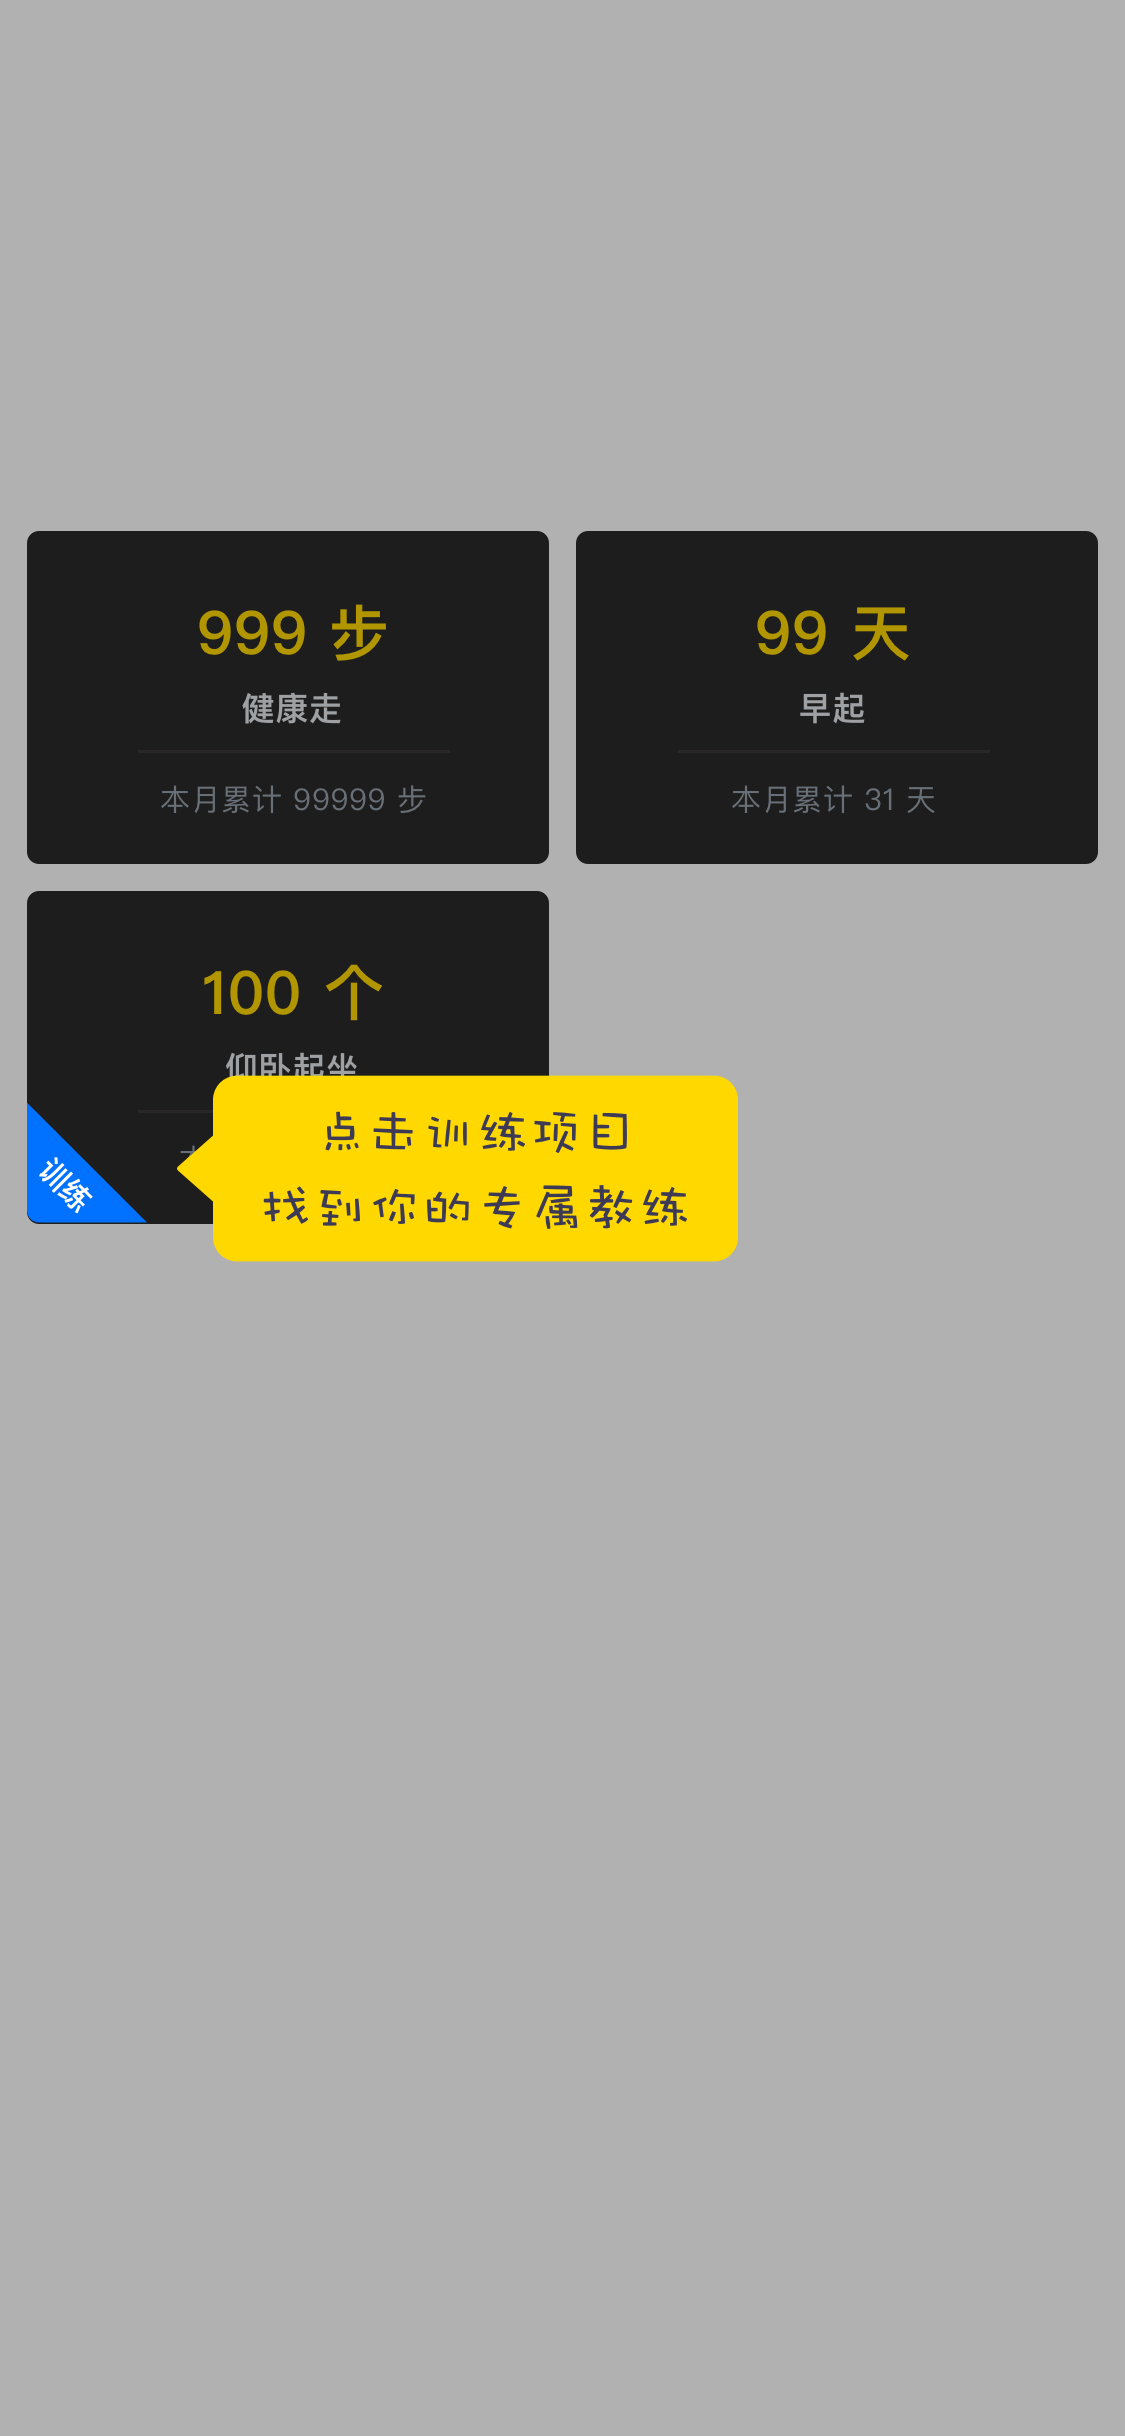 999 步
健康走
本月累计 99999 步
99 天
早起
本月累计 31 天
100 个
仰卧起坐
训练
点击训练项目
找到你的专属教练